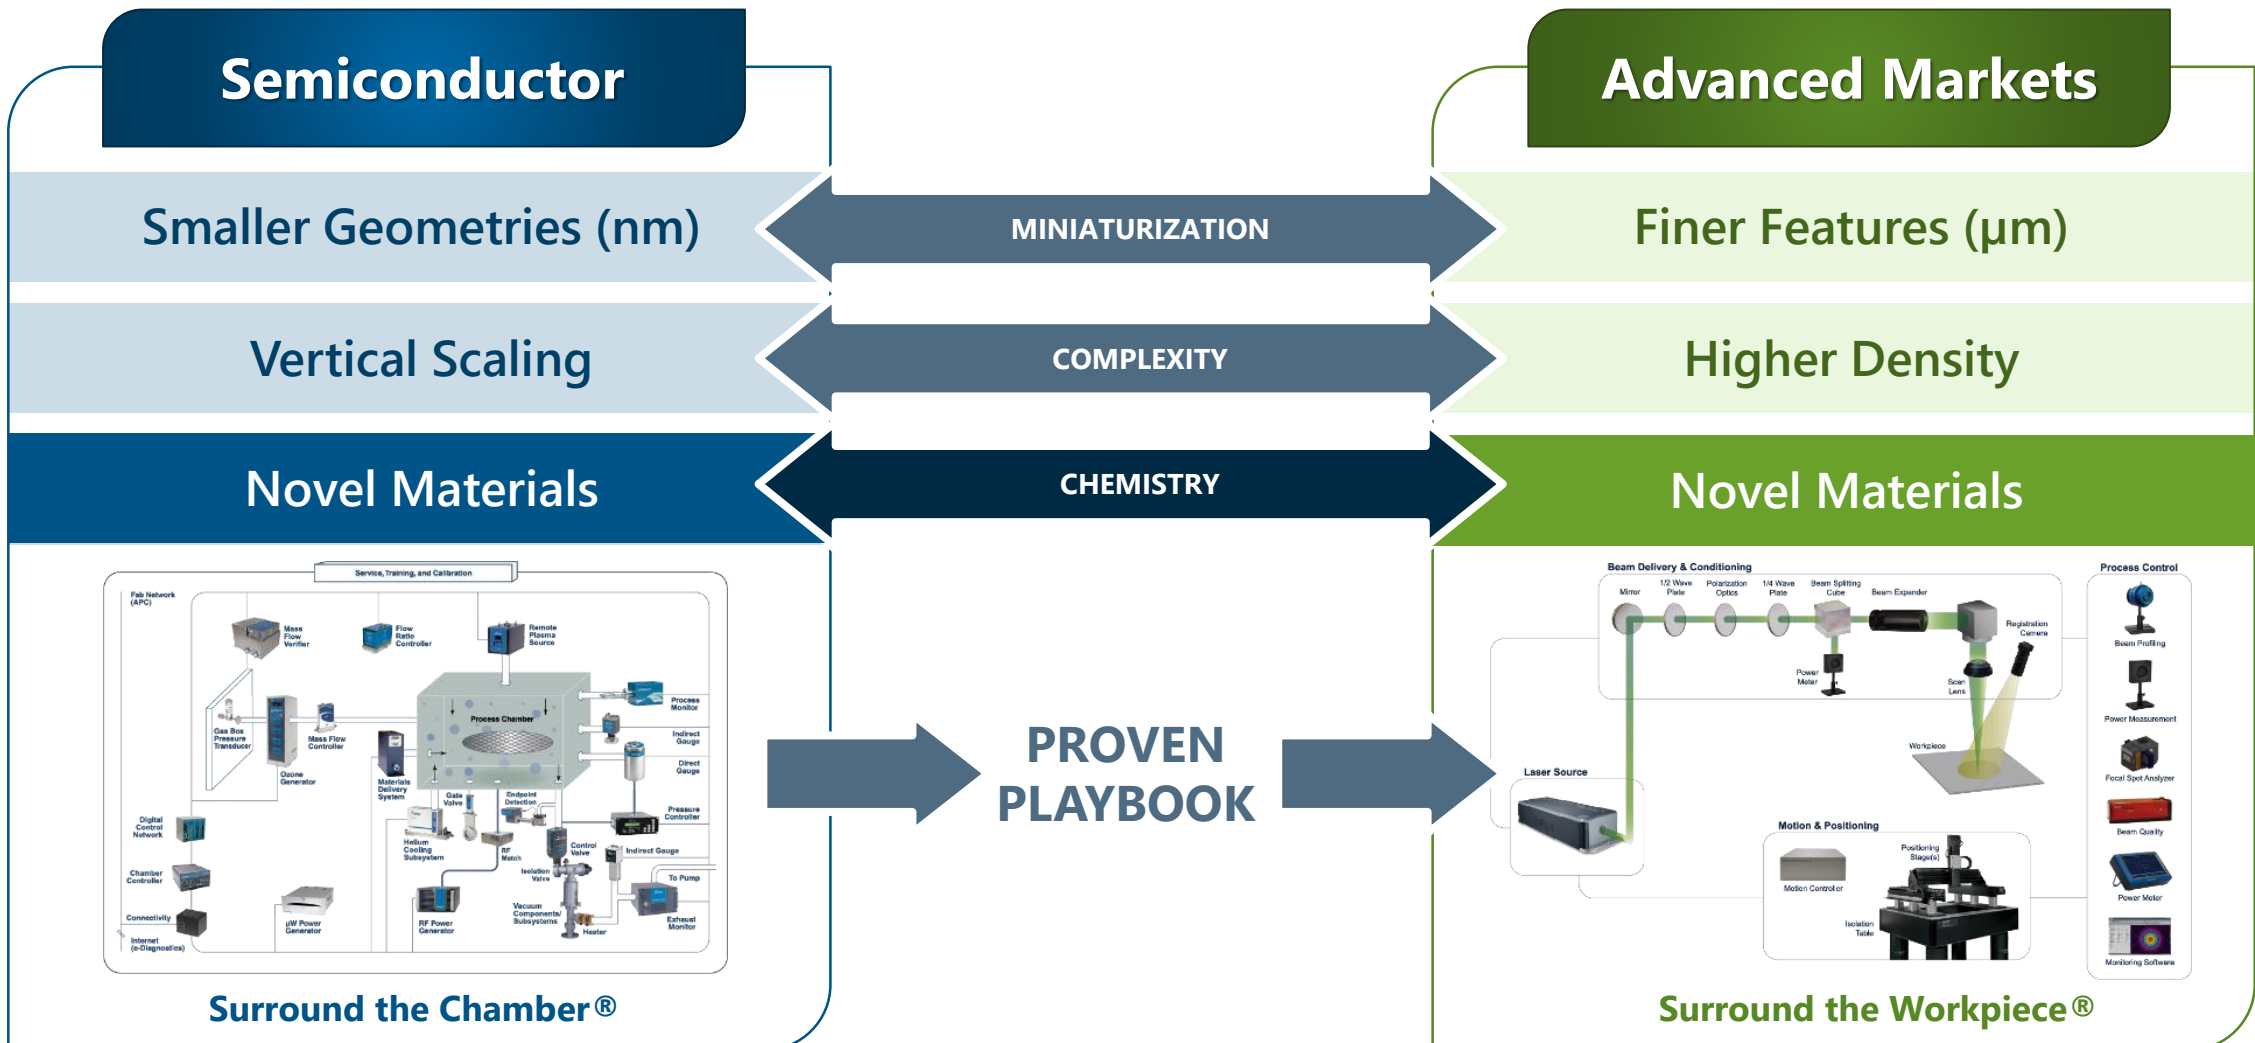 Semiconductor
Advanced Markets
Smaller Geometries (nm)
MINIATURIZATION
Finer Features (µm)
Vertical Scaling
COMPLEXITY
Higher Density
Novel Materials
CHEMISTRY
Novel Materials
Service, Training, and Calibration
Fab Network
(APC)
Mass
Flow
Verifier
Flow
Ratio
Controller
Remote
Plasma
Source
Process
Monitor
Process Chamber
Gas Box
Pressure
Transducer
Mass Flow
Controller
Indirect
Gauge
Direct
Gauge
Ozone
Generator
Materials
Delivery
System
Gate
Valve
Endpoint
Detection
Pressure
Controller
Digital
Control
Network
Helium
Cooling
Subsystem
RF
Match
Control
Valve
Indirect Gauge
Isolation
Valve
To Pump
Chamber
Controller
Connectivity
Internet
(e-Diagnostics)
µW Power
Generator
RF Power
Generator
Vacuum
Components/
Subsystems
Heater
Exhaust
Monitor
Surround the Chamber®
PROVEN
PLAYBOOK
Beam Delivery & Conditioning
Mirror
1/2 Wave
Plate
Polarization
Optics
1/4 Wave
Plate
Beam Splitting
Cube
Beam Expander
Registration
Camera
Power
Meter
Scan
Lens
Workpiece
Laser Source
Motion & Positioning
Motion Controller
Positioning
Stage(s)
Isolation
Table
Process Control
Beam Profiling
Power Measurement
Focal Spot Analyzer
Beam Quality
Power Meter
Monitoring Software
Surround the Workpiece®